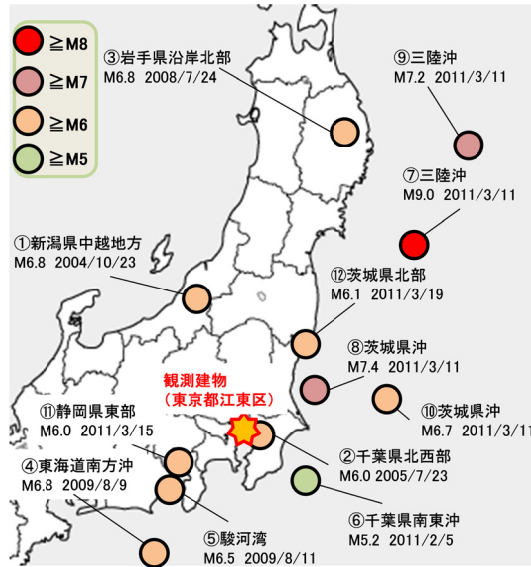 ≧M8
≧M7
≧M6
≧M5
③岩手県沿岸北部
M6.8 2008/7/24
⑨三陸沖
M7.2 2011/3/11
⑦三陸沖
M9.0 2011/3/11
①新潟県中越地方
M6.8 2004/10/23
⑫茨城県北部
M6.1 2011/3/19
⑧茨城県沖
M7.4 2011/3/11
観測建物
（東京都江東区）
⑩茨城県沖
M6.7 2011/3/11
⑪静岡県東部
M6.0 2011/3/15
②千葉県北西部
M6.0 2005/7/23
④東海道南方沖
M6.8 2009/8/9
⑤駿河湾
M6.5 2009/8/11
⑥千葉県南東沖
M5.2 2011/2/5